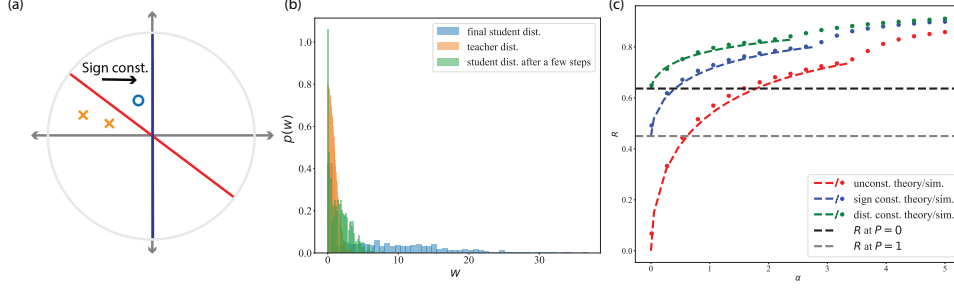 (a)
Sign const.
(b)
final student dist.
teacher dist.
student dist. after a few steps
p(w)
1.0
0.8
0.6
0.4
0.2
0.0
0
10
20
30
w
(c)
R
0.8
0.6
0.4
0.2
0.0
unconst. theory/sim.
sign const. theory/sim.
dist. const. theory/sim.
R at P = 0
R at P = 1
0
1
2
3
4
5
α